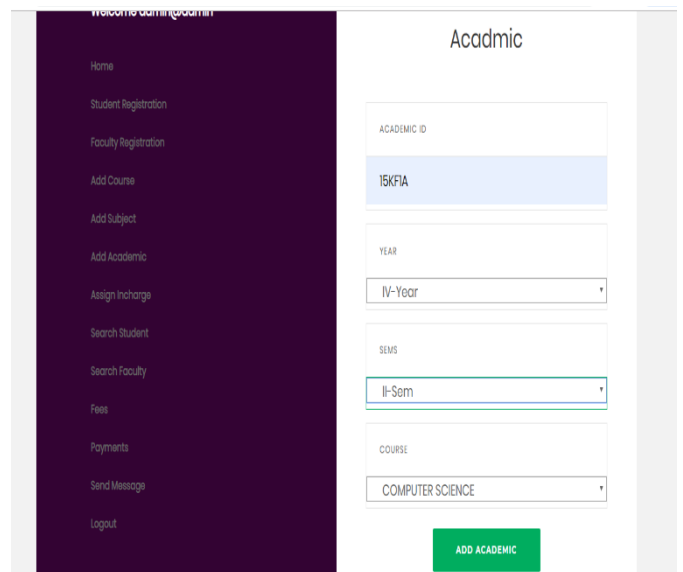 Welcome admin@admin
Home
Student Registration
Faculty Registration
Add Course
Add Subject
Add Academic
Assign Incharge
Search Student
Search Faculty
Fees
Payments
Send Message
Logout
Acadmic
ACADEMIC ID
15KF1A
YEAR
IV-Year
SEMS
II-Sem
COURSE
COMPUTER SCIENCE
ADD ACADEMIC